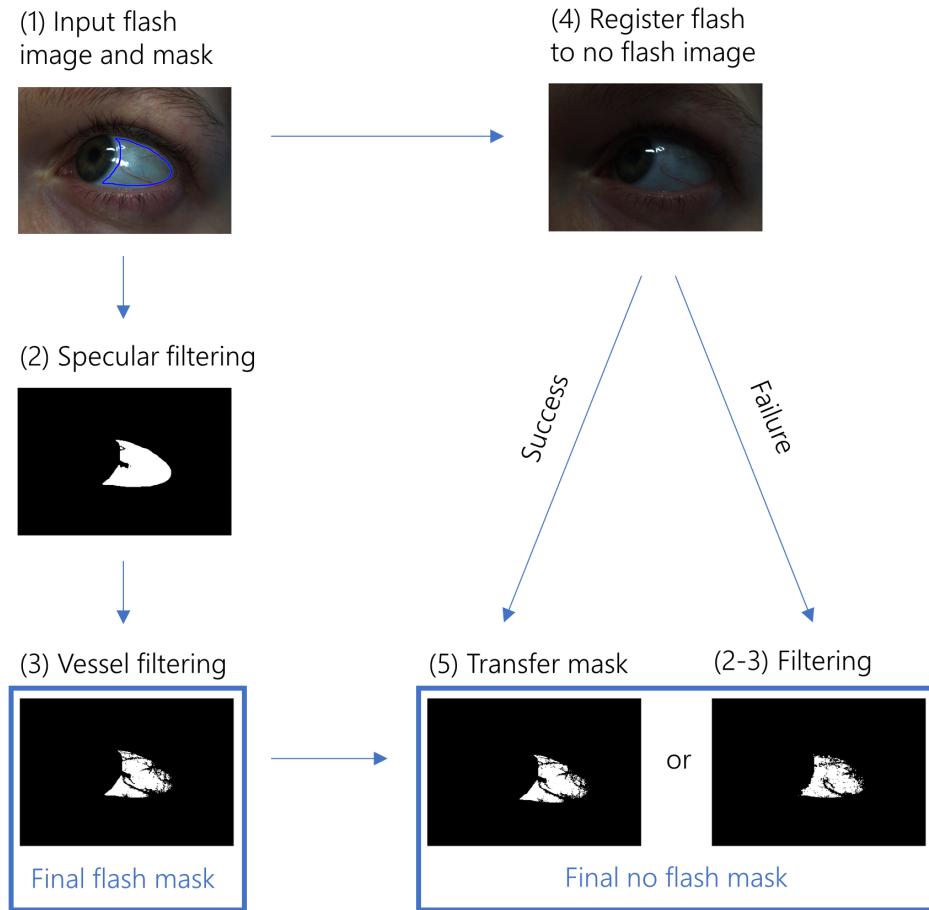 (1) Input flash
image and mask
(4) Register flash
to no flash image
(2) Specular filtering
Success
Failure
(3) Vessel filtering
(5) Transfer mask
(2-3) Filtering
or
Final flash mask
Final no flash mask